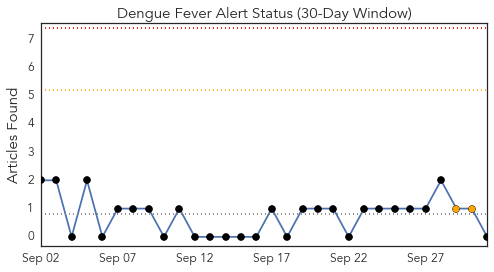 Dengue Fever Alert Status (30-Day Window)
Articles Found
7
6
5
4
3
2
1
0
Sep 02 Sep 07 Sep 12 Sep 17 Sep 22 Sep 27